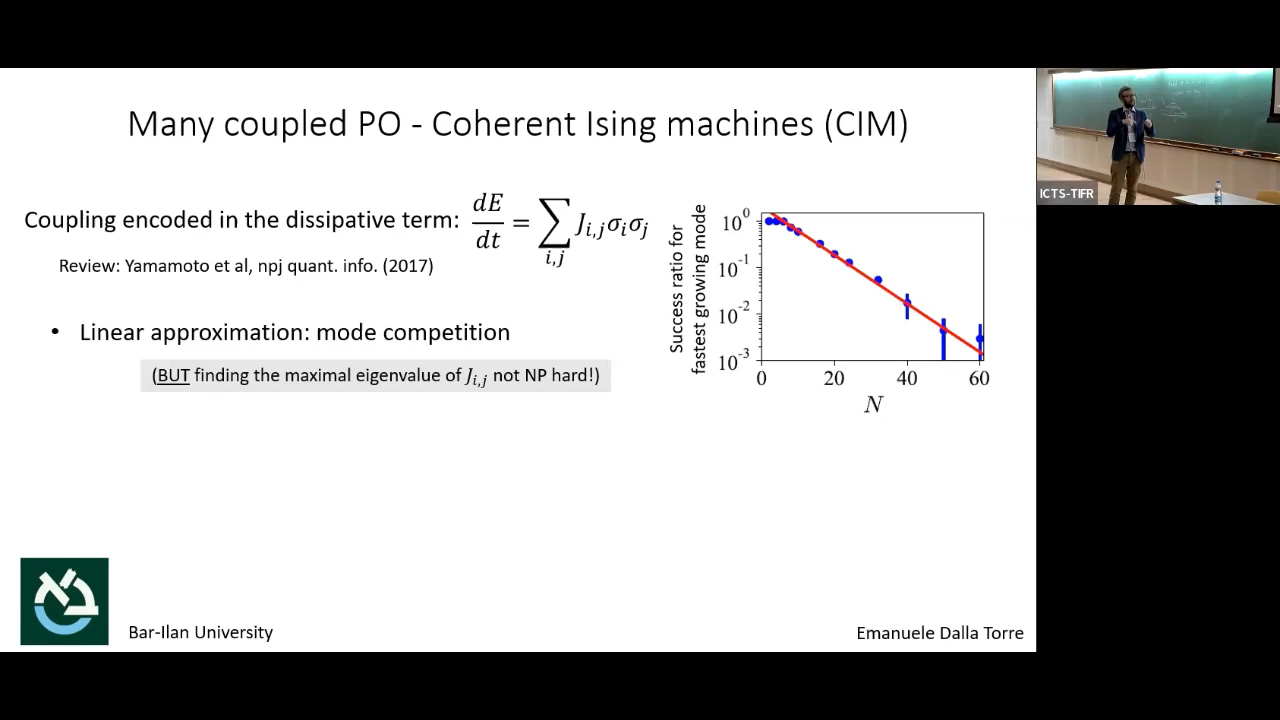 Many coupled PO - Coherent Ising machines (CIM)
Coupling encoded in the dissipative term: dE/dt = ∑_{i,j} J_{i,j}σ_iσ_j
Review: Yamamoto et al, npj quant. info. (2017)
• Linear approximation: mode competition
(BUT finding the maximal eigenvalue of J_{i,j} not NP hard!)
Success ratio for
fastest growing mode
10^0
10^-1
10^-2
10^-3
0 20 40 60
N
Bar-Ilan University
Emanuele Dalla Torre
ICTS-TIFR